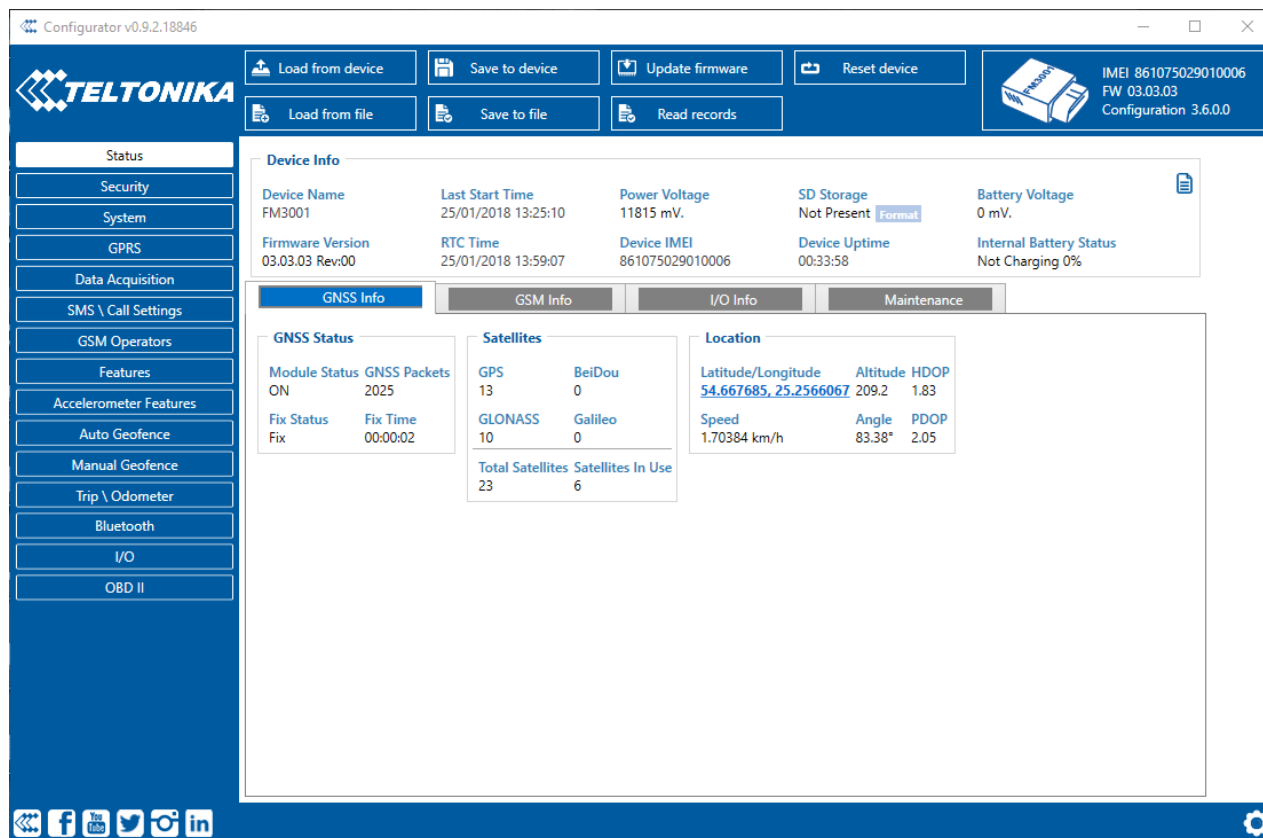 Configurator v0.9.2.18846
TELTONIKA
Load from device
Save to device
Update firmware
Reset device
Load from file
Save to file
Read records
FM3001
IMEI 861075029010006
FW 03.03.03
Configuration 3.6.0.0
Status
Security
System
GPRS
Data Acquisition
SMS \ Call Settings
GSM Operators
Features
Accelerometer Features
Auto Geofence
Manual Geofence
Trip \ Odometer
Bluetooth
I/O
OBD II
Device Info
Device Name Last Start Time Power Voltage SD Storage Battery Voltage
FM3001 25/01/2018 13:25:10 11815 mV. Not Present Format 0 mV.
Firmware Version RTC Time Device IMEI Device Uptime Internal Battery Status
03.03.03 Rev:00 25/01/2018 13:59:07 861075029010006 00:33:58 Not Charging 0%
GNSS Info GSM Info I/O Info Maintenance
GNSS Status
Module Status GNSS Packets
ON 2025
Fix Status Fix Time
Fix 00:00:02
Satellites
GPS BeiDou
13 0
GLONASS Galileo
10 0
Total Satellites Satellites In Use
23 6
Location
Latitude/Longitude Altitude HDOP
54.667685, 25.2566067 209.2 1.83
Speed Angle PDOP
1.70384 km/h 83.38° 2.05
You
Tube
in